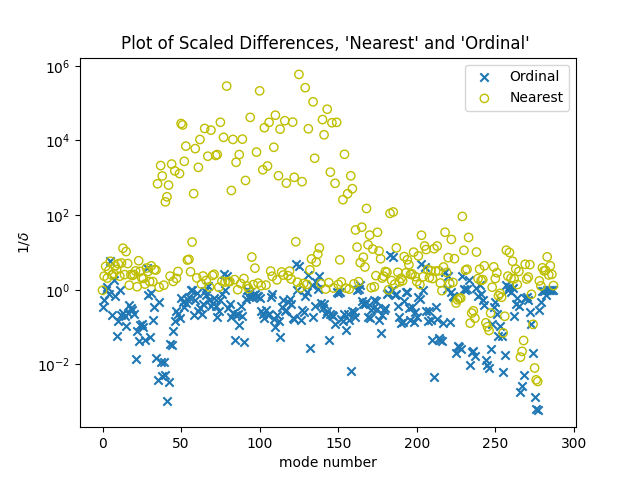 Plot of Scaled Differences, 'Nearest' and 'Ordinal'
Ordinal
Nearest
10⁶
10⁴
10²
10⁰
10⁻²
1/δ
0 50 100 150 200 250 300
mode number